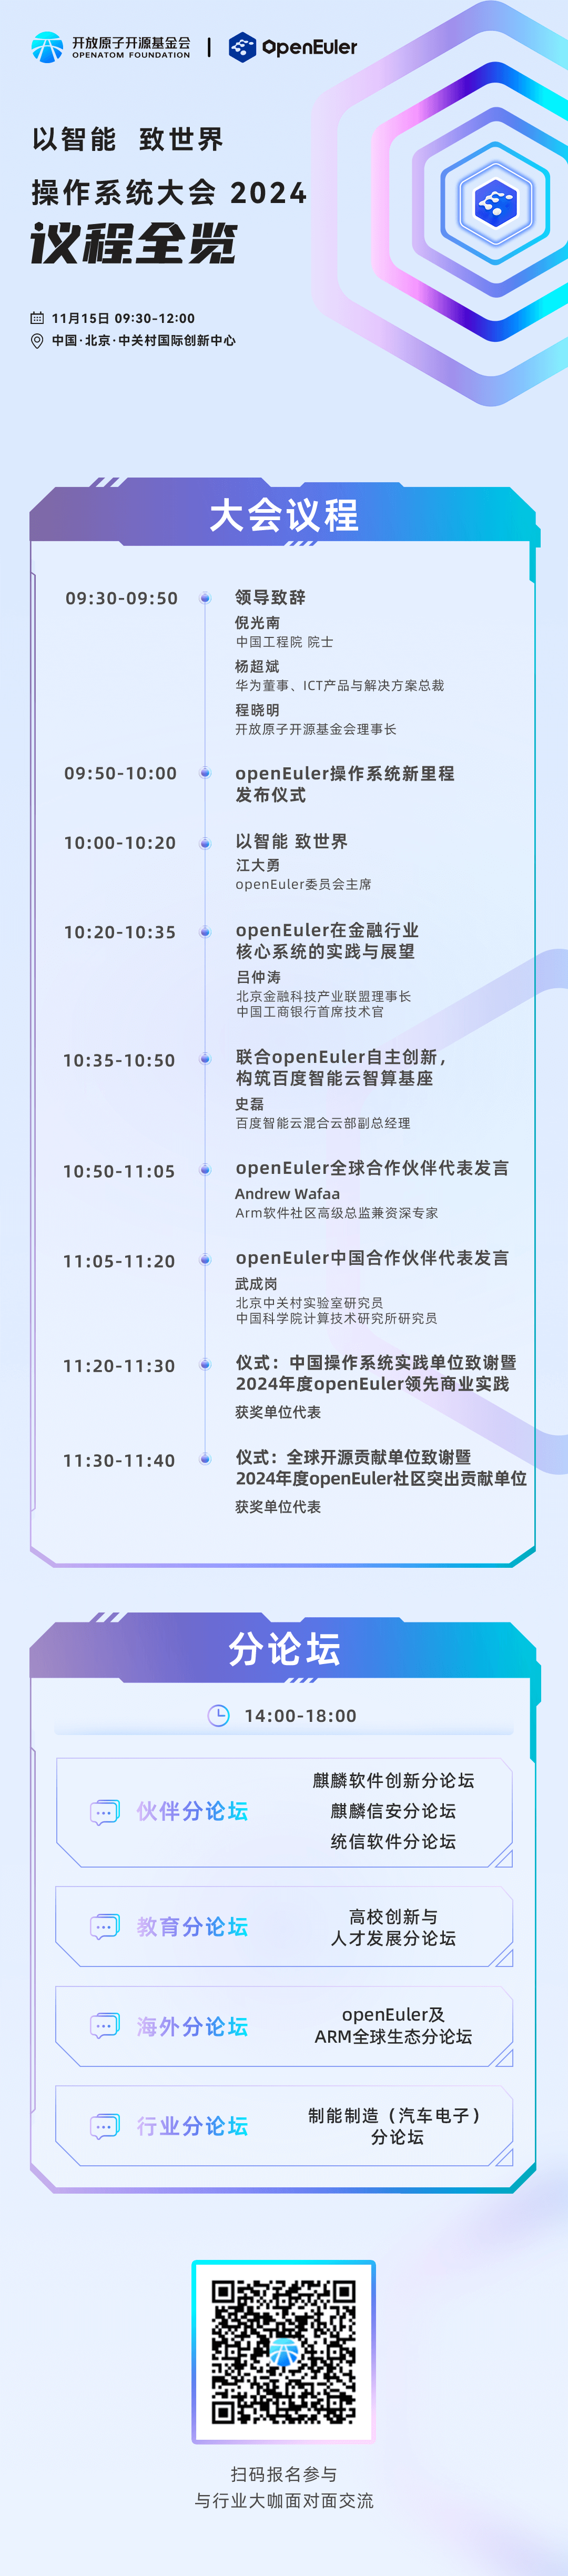 开放原子开源基金会
OPENATOM FOUNDATION
OpenEuler
以智能 致世界
操作系统大会 2024
议程全览
11月15日 09:30-12:00
中国·北京·中关村国际创新中心
大会议程
09:30-09:50
领导致辞
倪光南
中国工程院 院士
杨超斌
华为董事、ICT产品与解决方案总裁
程晓明
开放原子开源基金会理事长
09:50-10:00
openEuler操作系统新里程
发布仪式
10:00-10:20
以智能 致世界
江大勇
openEuler委员会主席
10:20-10:35
openEuler在金融行业
核心系统的实践与展望
吕仲涛
北京金融科技产业联盟理事长
中国工商银行首席技术官
10:35-10:50
联合openEuler自主创新，
构筑百度智能云智算基座
史磊
百度智能云混合云部副总经理
10:50-11:05
openEuler全球合作伙伴代表发言
Andrew Wafaa
Arm软件社区高级总监兼资深专家
11:05-11:20
openEuler中国合作伙伴代表发言
武成岗
北京中关村实验室研究员
中国科学院计算技术研究所研究员
11:20-11:30
仪式：中国操作系统实践单位致谢暨
2024年度openEuler领先商业实践
获奖单位代表
11:30-11:40
仪式：全球开源贡献单位致谢暨
2024年度openEuler社区突出贡献单位
获奖单位代表
分论坛
14:00-18:00
伙伴分论坛
麒麟软件创新分论坛
麒麟信安分论坛
统信软件分论坛
教育分论坛
高校创新与
人才发展分论坛
海外分论坛
openEuler及
ARM全球生态分论坛
行业分论坛
制能制造（汽车电子）
分论坛
扫码报名参与
与行业大咖面对面交流